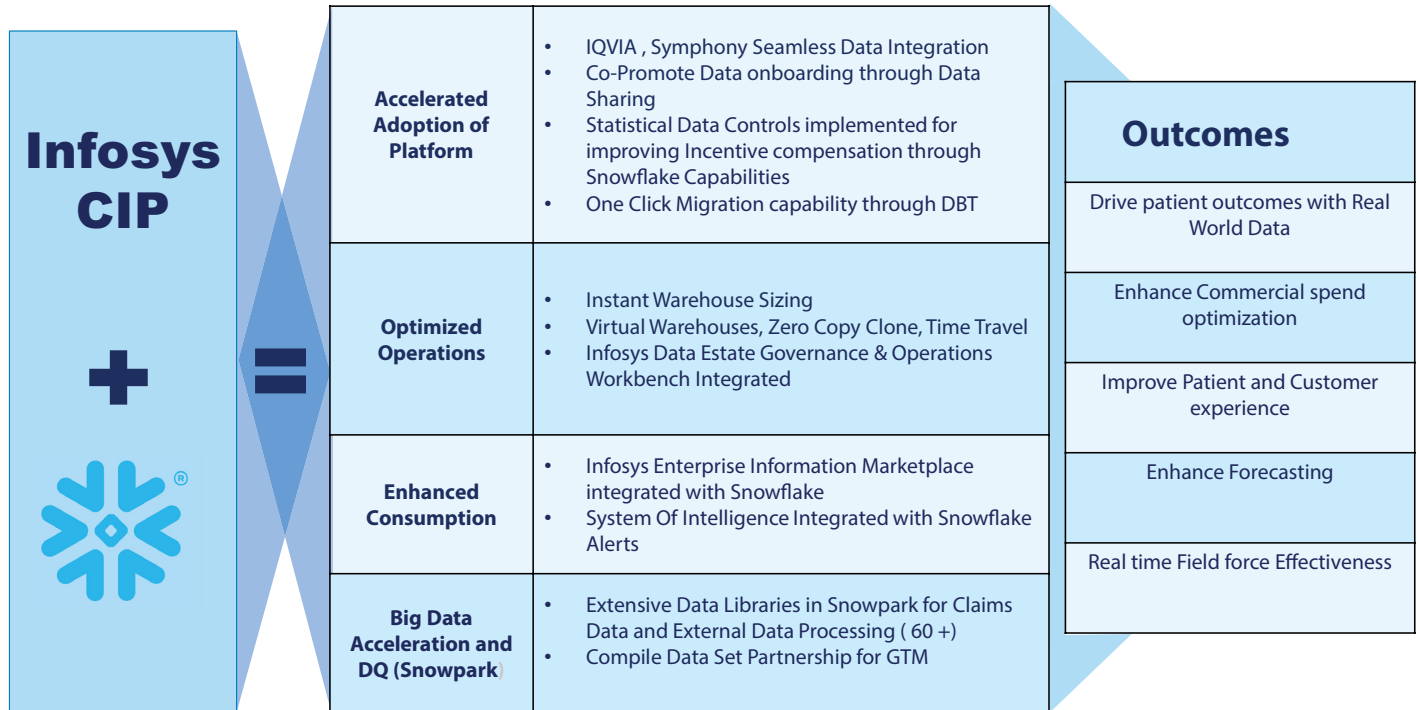 Infosys
CIP
+
®
=
Accelerated
Adoption of
Platform
• IQVIA , Symphony Seamless Data Integration
• Co-Promote Data onboarding through Data
Sharing
• Statistical Data Controls implemented for
improving Incentive compensation through
Snowflake Capabilities
• One Click Migration capability through DBT
Optimized
Operations
• Instant Warehouse Sizing
• Virtual Warehouses, Zero Copy Clone, Time Travel
• Infosys Data Estate Governance & Operations
Workbench Integrated
Enhanced
Consumption
• Infosys Enterprise Information Marketplace
integrated with Snowflake
• System Of Intelligence Integrated with Snowflake
Alerts
Big Data
Acceleration and
DQ (Snowpark)
• Extensive Data Libraries in Snowpark for Claims
Data and External Data Processing ( 60 +)
• Compile Data Set Partnership for GTM
Outcomes
Drive patient outcomes with Real
World Data
Enhance Commercial spend
optimization
Improve Patient and Customer
experience
Enhance Forecasting
Real time Field force Effectiveness